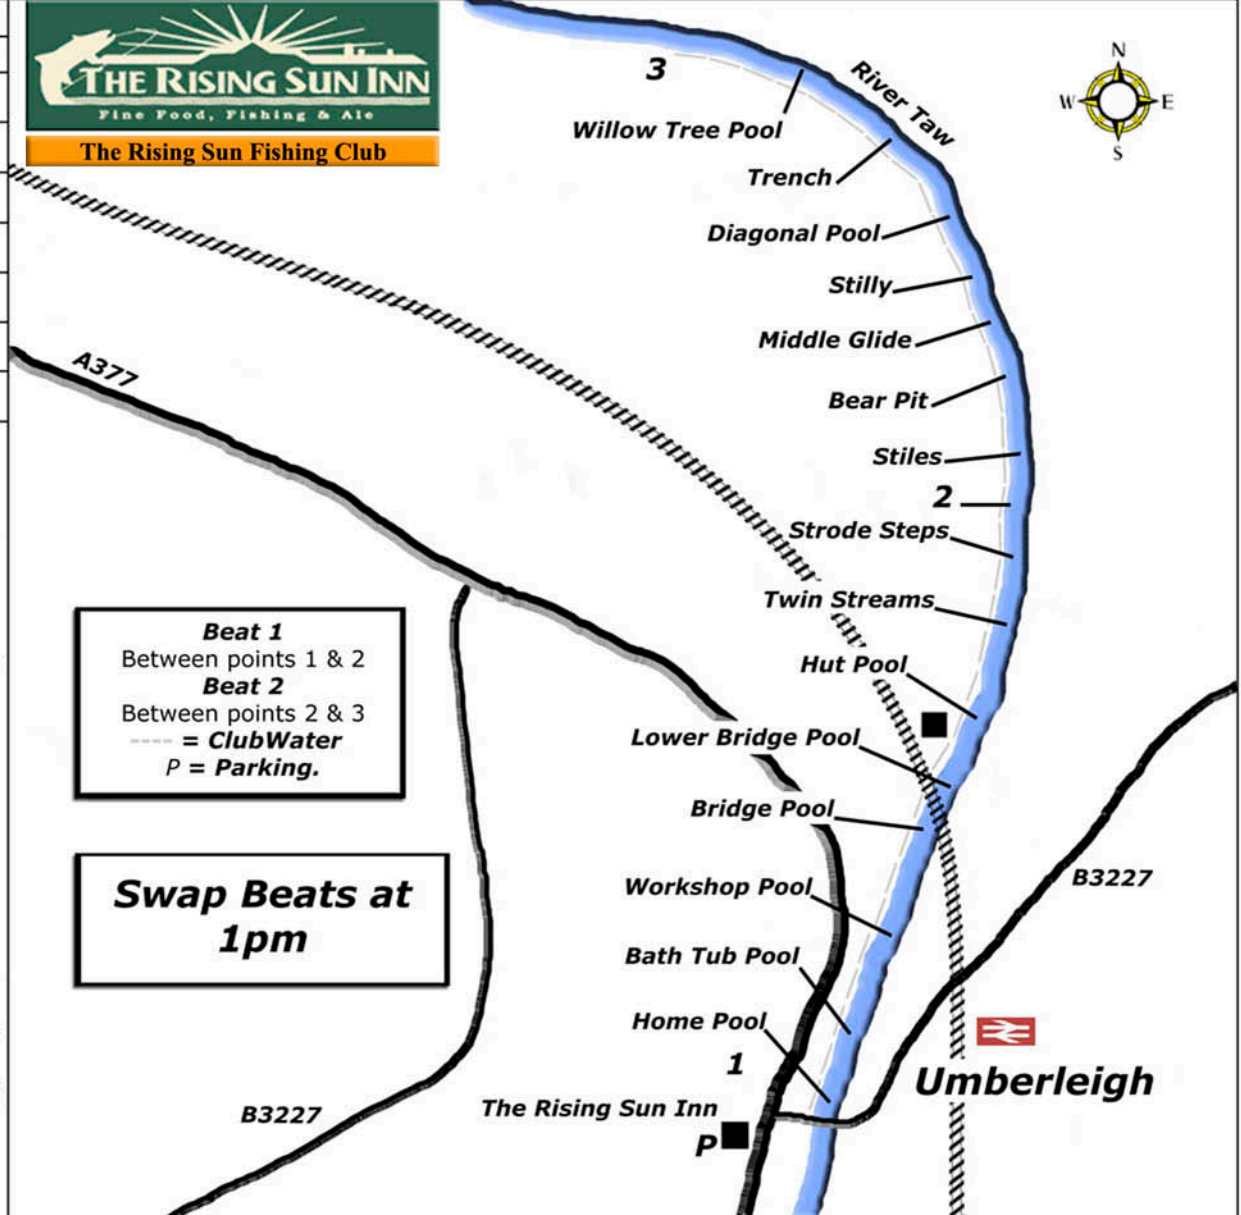 THE RISING SUN INN
Fine Food, Fishing & Ale
The Rising Sun Fishing Club
N
W
E
S
3
River Taw
Willow Tree Pool
Trench
Diagonal Pool
Stilly
Middle Glide
A377
Bear Pit
Stiles
2
Strode Steps
Twin Streams
Hut Pool
Lower Bridge Pool
Bridge Pool
Workshop Pool
B3227
Bath Tub Pool
Home Pool
1
Umberleigh
The Rising Sun Inn
P
B3227
Beat 1
Between points 1 & 2
Beat 2
Between points 2 & 3
---- = ClubWater
P = Parking.
Swap Beats at
1pm